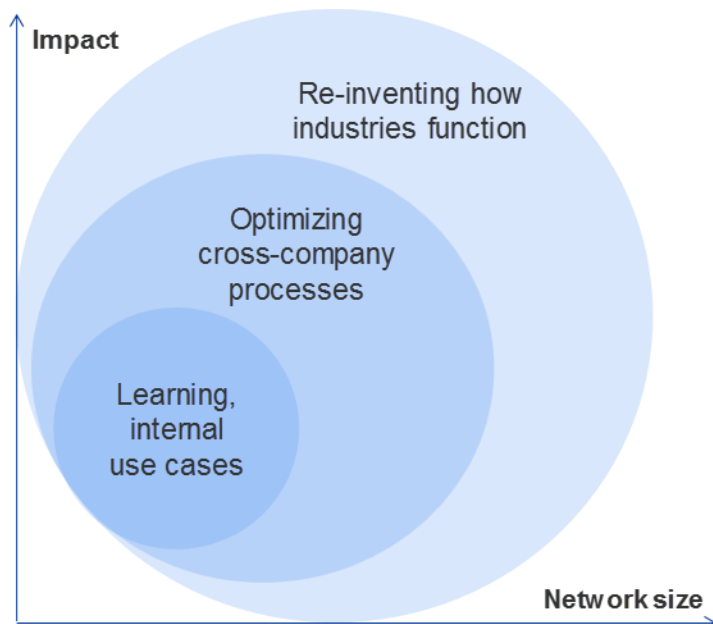 Impact
Re-inventing how
industries function
Optimizing
cross-company
processes
Learning,
internal
use cases
Network size